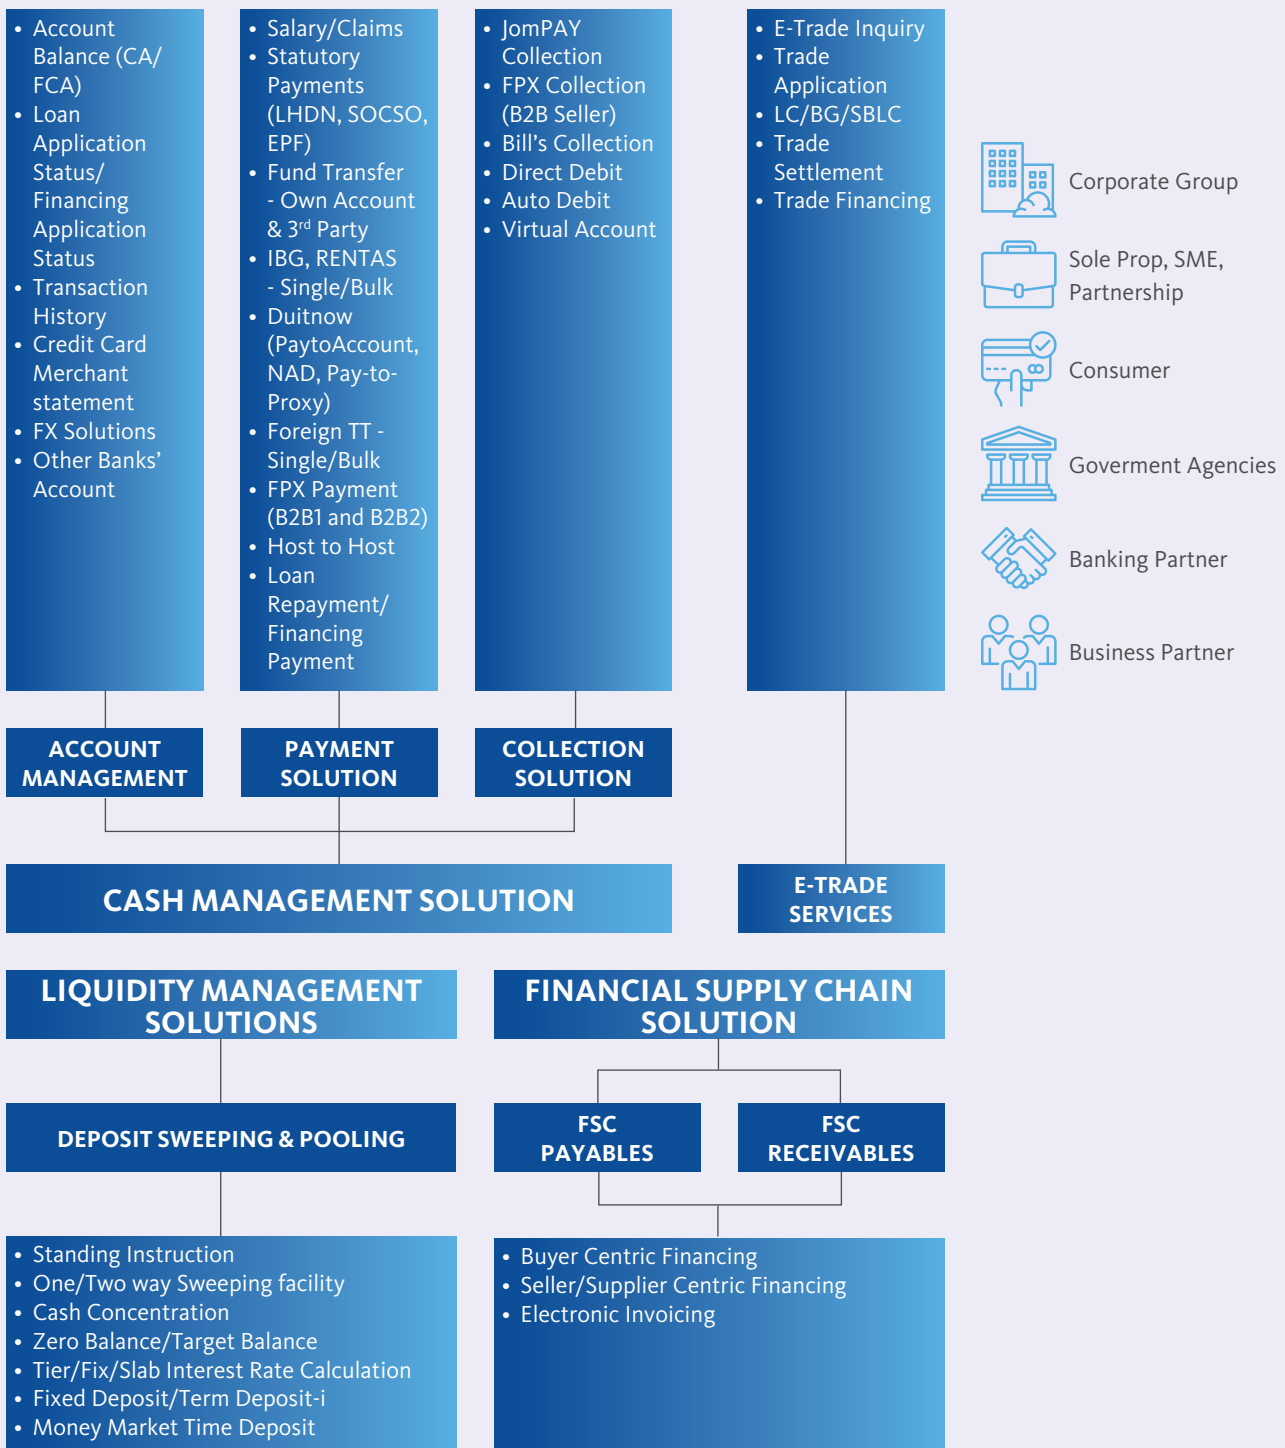 • Account
Balance (CA/
FCA)
• Loan
Application
Status/
Financing
Application
Status
• Transaction
History
• Credit Card
Merchant
statement
• FX Solutions
• Other Banks’
Account
• Salary/Claims
• Statutory
Payments
(LHDN, SOCSO,
EPF)
• Fund Transfer
- Own Account
& 3rd Party
• IBG, RENTAS
- Single/Bulk
• Duitnow
(PaytoAccount,
NAD, Pay-to-
Proxy)
• Foreign TT -
Single/Bulk
• FPX Payment
(B2B1 and B2B2)
• Host to Host
• Loan
Repayment/
Financing
Payment
• JomPAY
Collection
• FPX Collection
(B2B Seller)
• Bill’s Collection
• Direct Debit
• Auto Debit
• Virtual Account
• E-Trade Inquiry
• Trade
Application
• LC/BG/SBLC
• Trade
Settlement
• Trade Financing
Corporate Group
Sole Prop, SME,
Partnership
Consumer
Goverment Agencies
Banking Partner
Business Partner
ACCOUNT
MANAGEMENT
PAYMENT
SOLUTION
COLLECTION
SOLUTION
CASH MANAGEMENT SOLUTION
E-TRADE
SERVICES
LIQUIDITY MANAGEMENT
SOLUTIONS
FINANCIAL SUPPLY CHAIN
SOLUTION
DEPOSIT SWEEPING & POOLING
FSC
PAYABLES
FSC
RECEIVABLES
• Standing Instruction
• One/Two way Sweeping facility
• Cash Concentration
• Zero Balance/Target Balance
• Tier/Fix/Slab Interest Rate Calculation
• Fixed Deposit/Term Deposit-i
• Money Market Time Deposit
• Buyer Centric Financing
• Seller/Supplier Centric Financing
• Electronic Invoicing